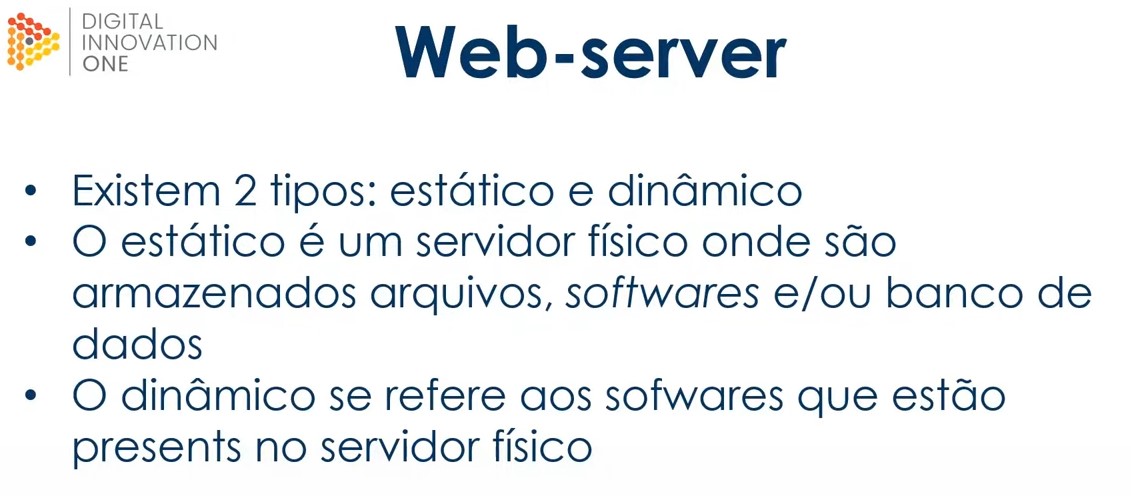 DIGITAL
INNOVATION
ONE
Web-server
• Existem 2 tipos: estático e dinâmico
• O estático é um servidor físico onde são
armazenados arquivos, softwares e/ou banco de
dados
• O dinâmico se refere aos sofwares que estão
presents no servidor físico